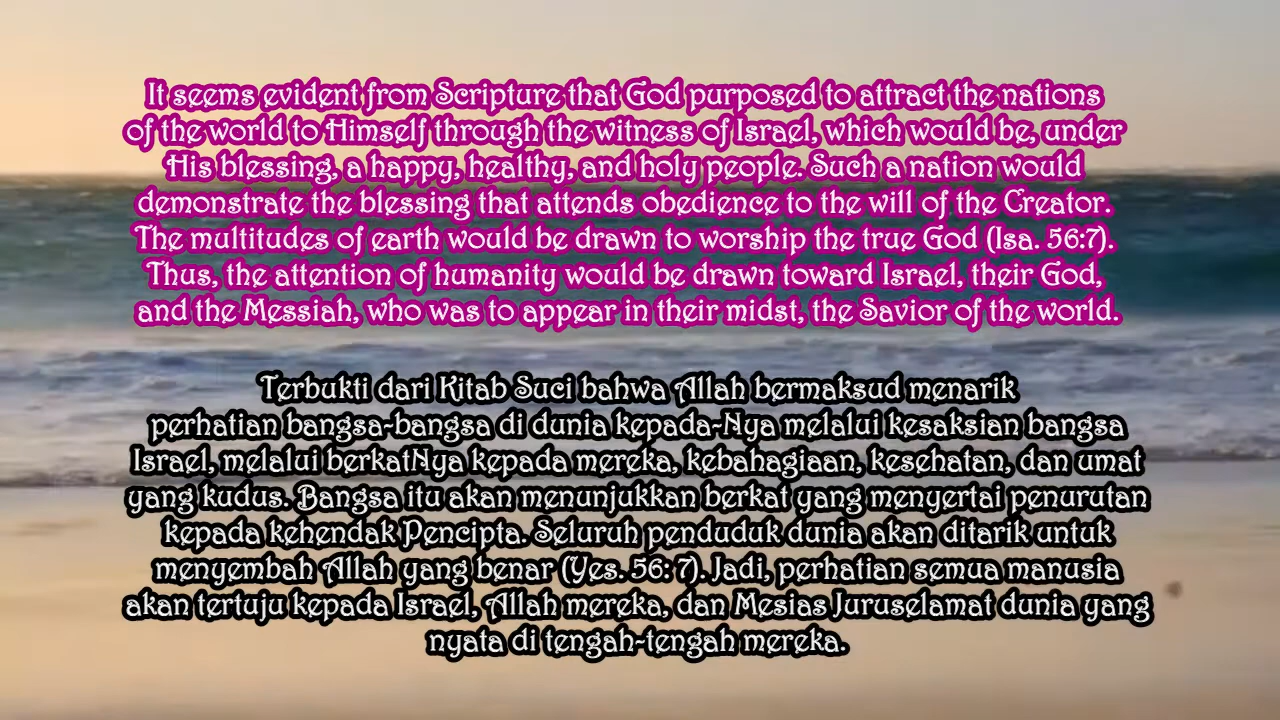 It seems evident from Scripture that God purposed to attract the nations
of the world to Himself through the witness of Israel, which would be, under
His blessing, a happy, healthy, and holy people. Such a nation would
demonstrate the blessing that attends obedience to the will of the Creator.
The multitudes of earth would be drawn to worship the true God (Isa. 56:7).
Thus, the attention of humanity would be drawn toward Israel, their God,
and the Messiah, who was to appear in their midst, the Savior of the world.
Terbukti dari Kitab Suci bahwa Allah bermaksud menarik
perhatian bangsa-bangsa di dunia kepada-Nya melalui kesaksian bangsa
Israel, melalui berkatNya kepada mereka, kebahagiaan, kesehatan, dan umat
yang kudus. Bangsa itu akan menunjukkan berkat yang menyertai penurutan
kepada kehendak Pencipta. Seluruh penduduk dunia akan ditarik untuk
menyembah Allah yang benar (Yes. 56: 7). Jadi, perhatian semua manusia
akan tertuju kepada Israel, Allah mereka, dan Mesias Juruselamat dunia yang
nyata di tengah-tengah mereka.